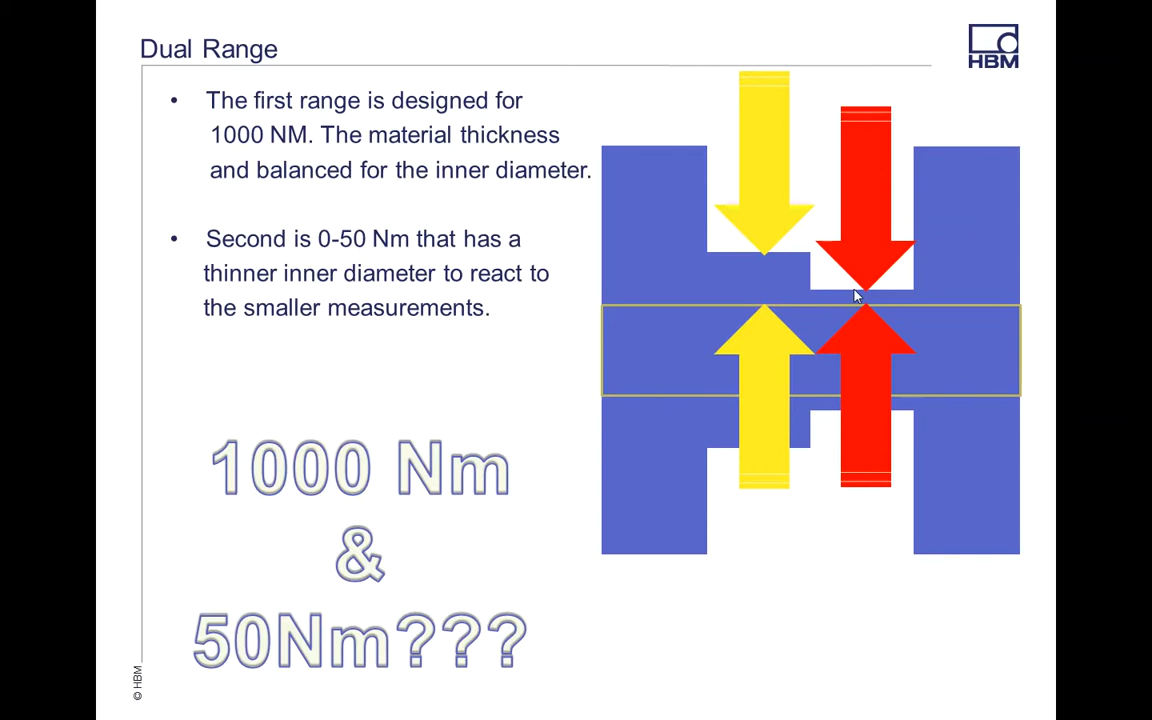 Dual Range
HBM
• The first range is designed for
1000 NM. The material thickness
and balanced for the inner diameter.
• Second is 0-50 Nm that has a
thinner inner diameter to react to
the smaller measurements.
1000 Nm
&
50Nm???
© HBM